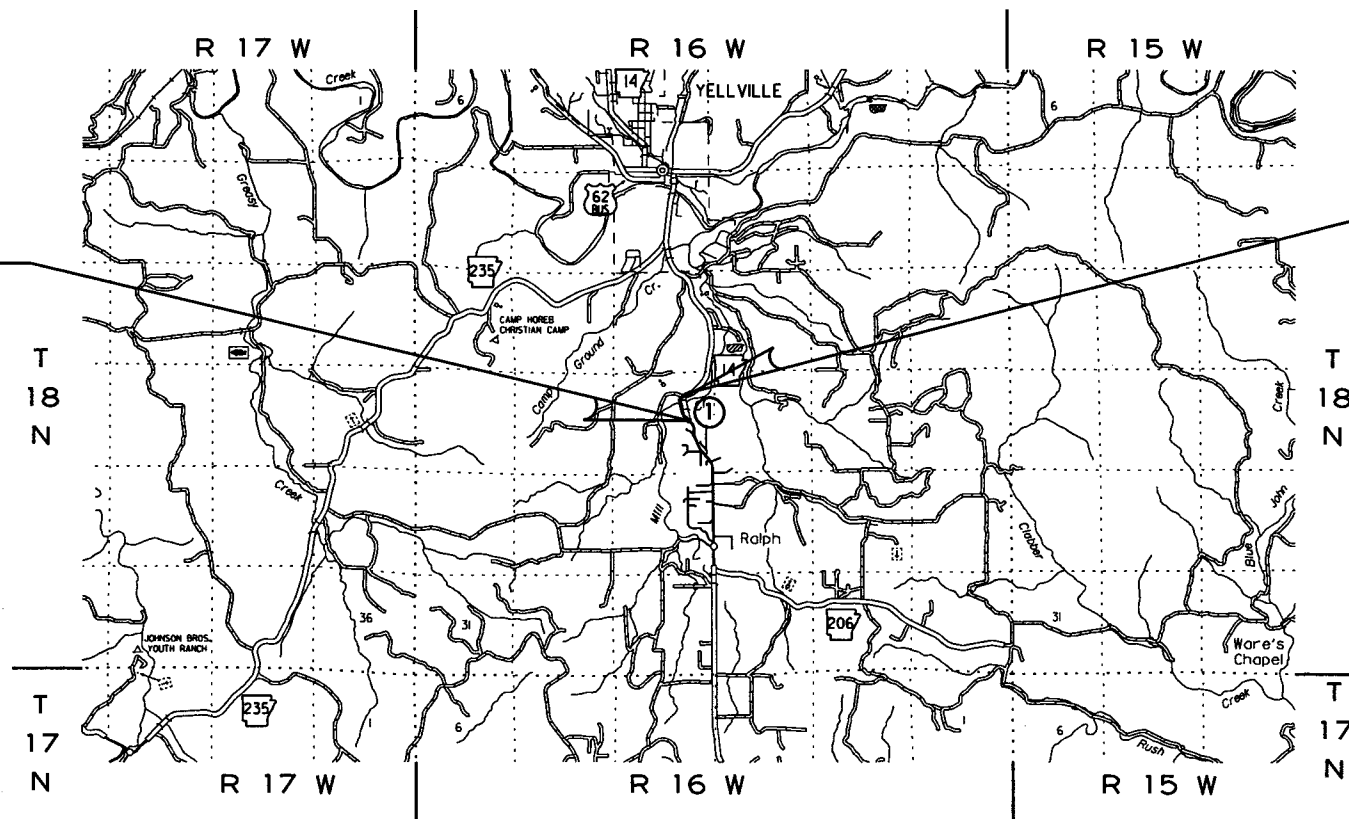 R 17 W
R 16 W
R 15 W
Creek
6
14
YELLVILLE
6
6
Greasy
62
BUS
235
Cr.
CAMP HOREB
CHRISTIAN CAMP
Ground
Camp
14
T
18
N
T
18
N
1
Creek
Creek
Mill
Ralph
John
Clabber
Blue
36
31
206
31
JOHNSON BROS.
YOUTH RANCH
Ware's
Chapel
T
17
N
T
17
N
235
1
6
1
6
Creek
Rush
R 17 W
R 16 W
R 15 W